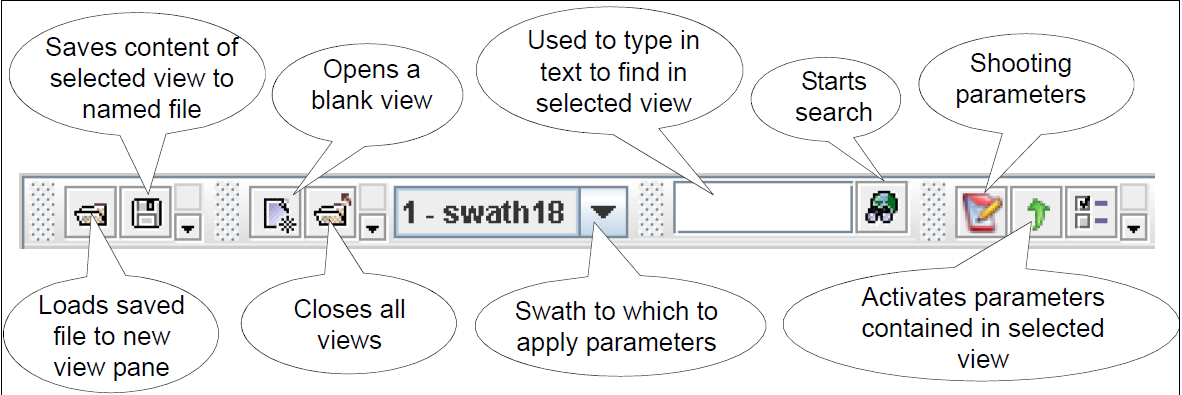 Saves content of
selected view to
named file
Opens a
blank view
Used to type in
text to find in
selected view
Starts
search
Shooting
parameters
1 - swath18
Loads saved
file to new
view pane
Closes all
views
Swath to which to
apply parameters
Activates parameters
contained in selected
view